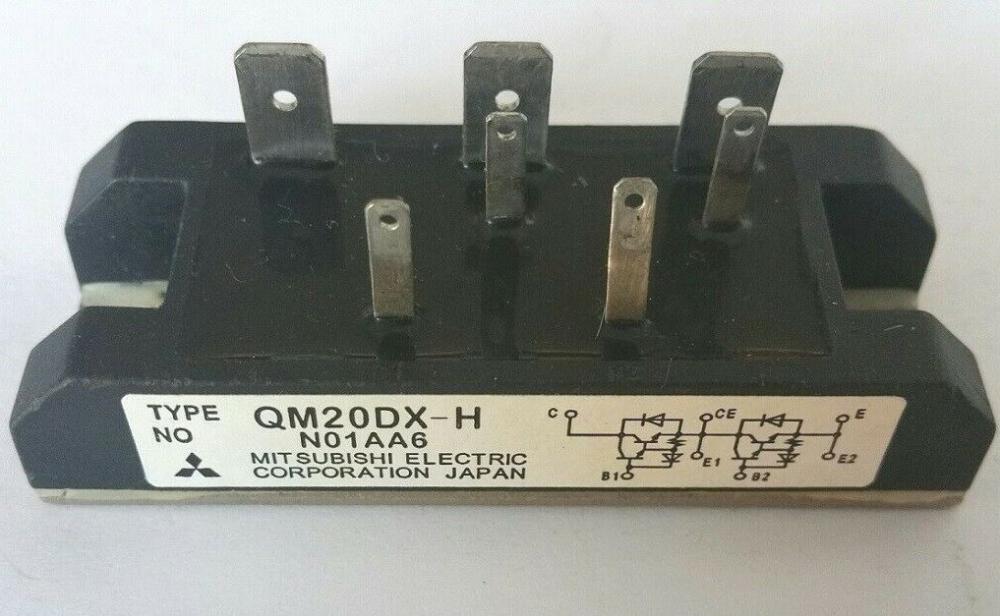 TYPE QM20DX-H
NO N01AA6
MITSUBISHI ELECTRIC
CORPORATION JAPAN
C CE E
B1 E1 B2 E2